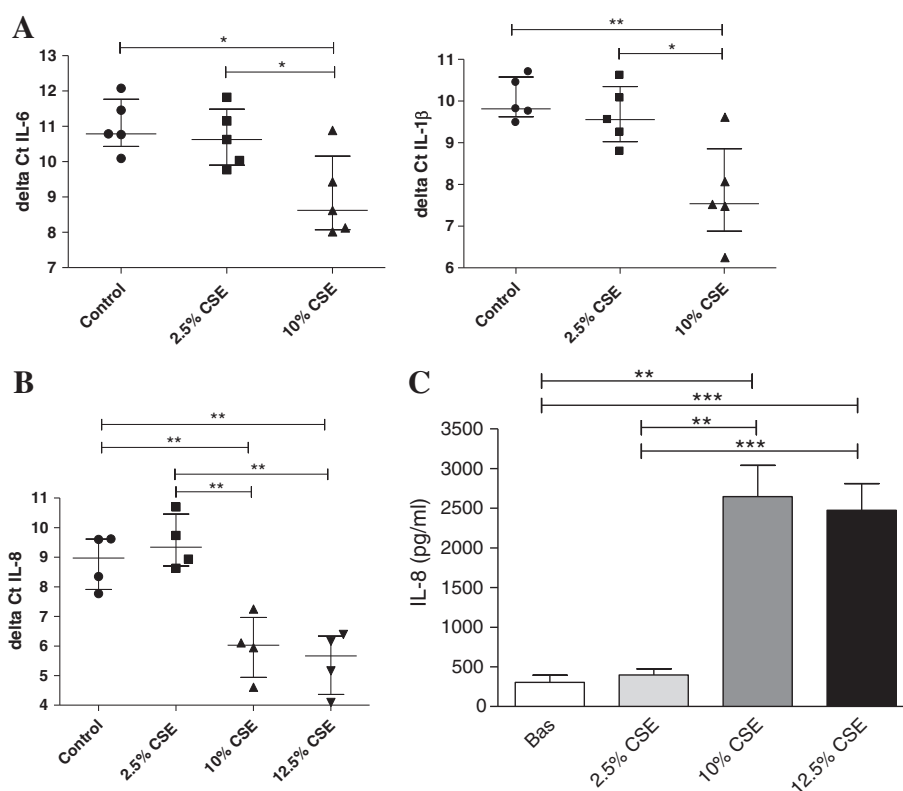 A
*
*
13
12
11
10
9
8
7
delta Ct IL-6
Control
2.5% CSE
10% CSE
**
*
11
10
9
8
7
6
delta Ct IL-1β
Control
2.5% CSE
10% CSE
B
**
**
**
**
11
10
9
8
7
6
5
4
delta Ct IL-8
Control
2.5% CSE
10% CSE
12.5% CSE
C
**
***
**
***
3500
3000
2500
2000
1500
1000
500
0
IL-8 (pg/ml)
Bas
2.5% CSE
10% CSE
12.5% CSE